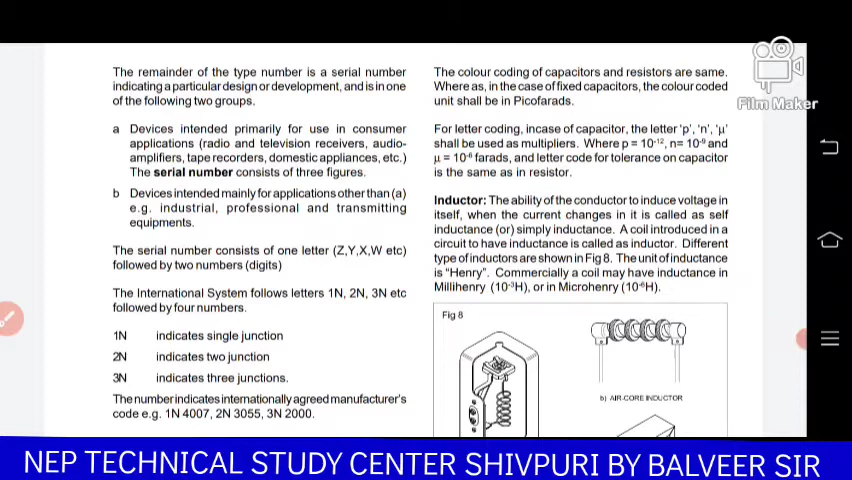 The remainder of the type number is a serial number
indicating a particular design or development, and is in one
of the following two groups.
a Devices intended primarily for use in consumer
applications (radio and television receivers, audio-
amplifiers, tape recorders, domestic appliances, etc.)
The serial number consists of three figures.
b Devices intended mainly for applications other than (a)
e.g. industrial, professional and transmitting
equipments.
The serial number consists of one letter (Z,Y,X,W etc)
followed by two numbers (digits)
The International System follows letters 1N, 2N, 3N etc
followed by four numbers.
1N indicates single junction
2N indicates two junction
3N indicates three junctions.
The number indicates internationally agreed manufacturer's
code e.g. 1N 4007, 2N 3055, 3N 2000.
The colour coding of capacitors and resistors are same.
Where as, in the case of fixed capacitors, the colour coded
unit shall be in Picofarads.
For letter coding, incase of capacitor, the letter 'p', 'n', 'µ'
shall be used as multipliers. Where p = 10⁻¹², n= 10⁻⁹ and
µ = 10⁻⁶ farads, and letter code for tolerance on capacitor
is the same as in resistor.
Inductor: The ability of the conductor to induce voltage in
itself, when the current changes in it is called as self
inductance (or) simply inductance. A coil introduced in a
circuit to have inductance is called as inductor. Different
type of inductors are shown in Fig 8. The unit of inductance
is “Henry”. Commercially a coil may have inductance in
Millihenry (10⁻³H), or in Microhenry (10⁻⁶H).
Fig 8
b) AIR-CORE INDUCTOR
Film Maker
NEP TECHNICAL STUDY CENTER SHIVPURI BY BALVEER SIR